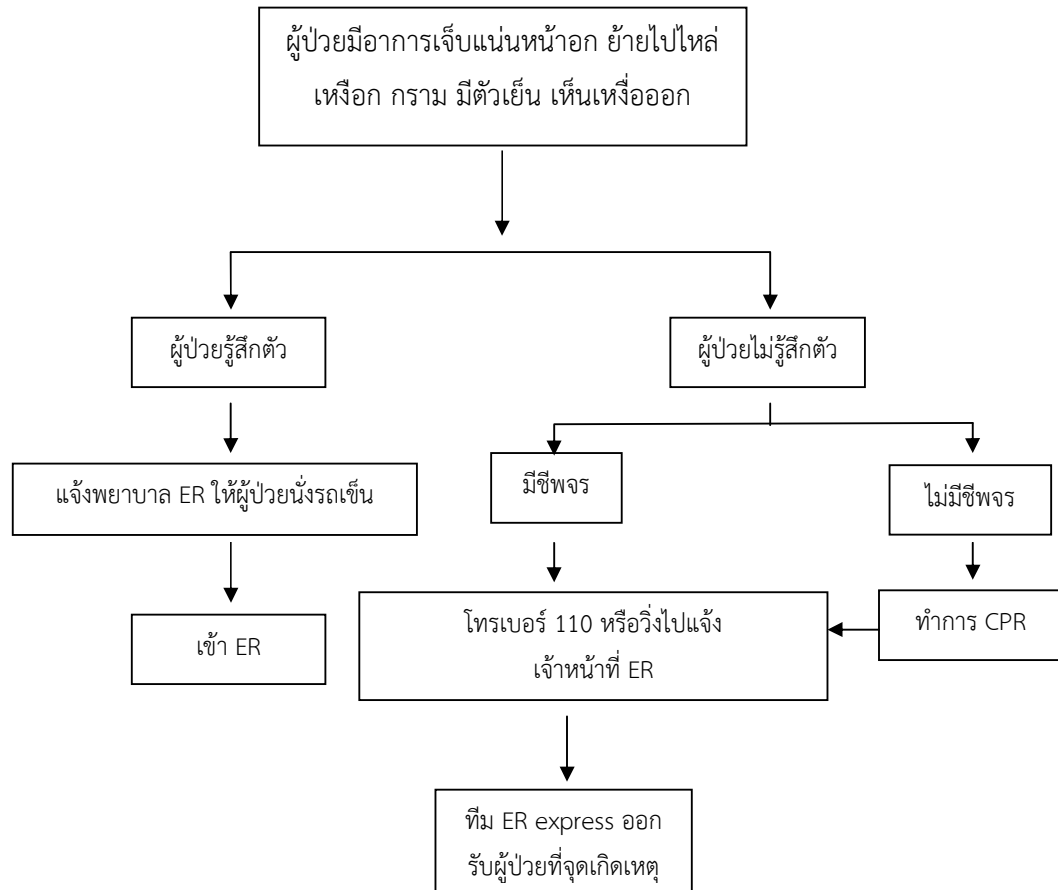 ผู้ป่วยมีอาการเจ็บแน่นหน้าอก ย้ายไปไหล่
เหงือก กราม มีตัวเย็น เห็นเหงื่อออก
ผู้ป่วยรู้สึกตัว
ผู้ป่วยไม่รู้สึกตัว
แจ้งพยาบาล ER ให้ผู้ป่วยนั่งรถเข็น
มีชีพจร
ไม่มีชีพจร
เข้า ER
โทรเบอร์ 110 หรือวิ่งไปแจ้ง
เจ้าหน้าที่ ER
ทำการ CPR
ทีม ER express ออก
รับผู้ป่วยที่จุดเกิดเหตุ